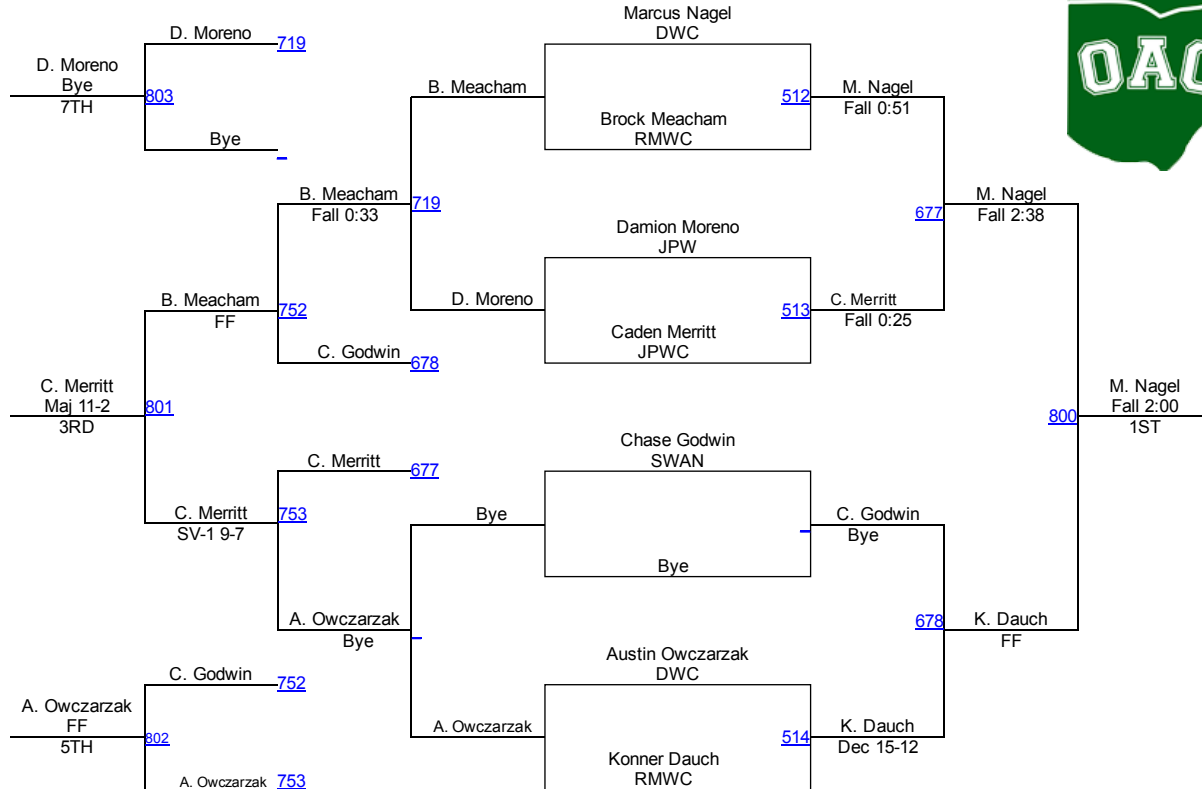 Marcus Nagel
DWC
D. Moreno
719
D. Moreno
Bye
7TH
803
B. Meacham
512
M. Nagel
Fall 0:51
Brock Meacham
RMWC
Bye
B. Meacham
Fall 0:33
719
677
M. Nagel
Fall 2:38
Damion Moreno
JPW
B. Meacham
FF
752
D. Moreno
513
C. Merritt
Fall 0:25
Caden Merritt
JPWC
C. Godwin
678
C. Merritt
Maj 11-2
3RD
801
800
M. Nagel
Fall 2:00
1ST
Chase Godwin
SWAN
C. Merritt
677
C. Merritt
SV-1 9-7
753
Bye
C. Godwin
Bye
Bye
A. Owczarzak
Bye
678
K. Dauch
FF
Austin Owczarzak
DWC
C. Godwin
752
A. Owczarzak
FF
5TH
802
A. Owczarzak
514
K. Dauch
Dec 15-12
Konner Dauch
RMWC
A. Owczarzak
753